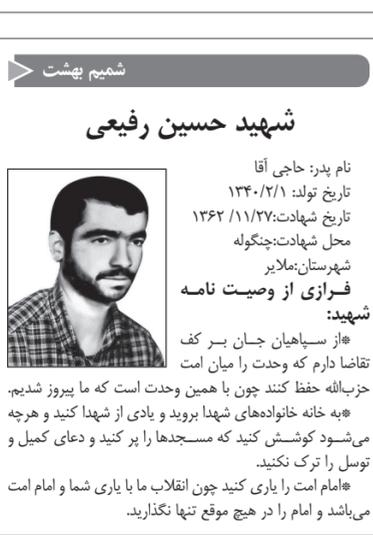 شمیم بهشت
شهید حسین رفیعی
نام پدر: حاجی آقا
تاریخ تولد: ۱۳۴۰/۲/۱
تاریخ شهادت:۱۳۶۲ /۱۱/۲۷
محل شهادت:چنگوله
شهرستان:ملایر
فرازی از وصیت نامه
شهید:
*از سپاهیان جان بر کف
تقاضا دارم که وحدت را میان امت
حزب‌الله حفظ کنند چون با همین وحدت است که ما پیروز شدیم.
*به خانه خانواده‌های شهدا بروید و یادی از شهدا کنید و هرچه
می‌شود کوشش کنید که مسجدها را پر کنید و دعای کمیل و
توسل را ترک نکنید.
*امام امت را یاری کنید چون انقلاب ما با یاری شما و امام امت
می‌باشد و امام را در هیچ موقع تنها نگذارید.